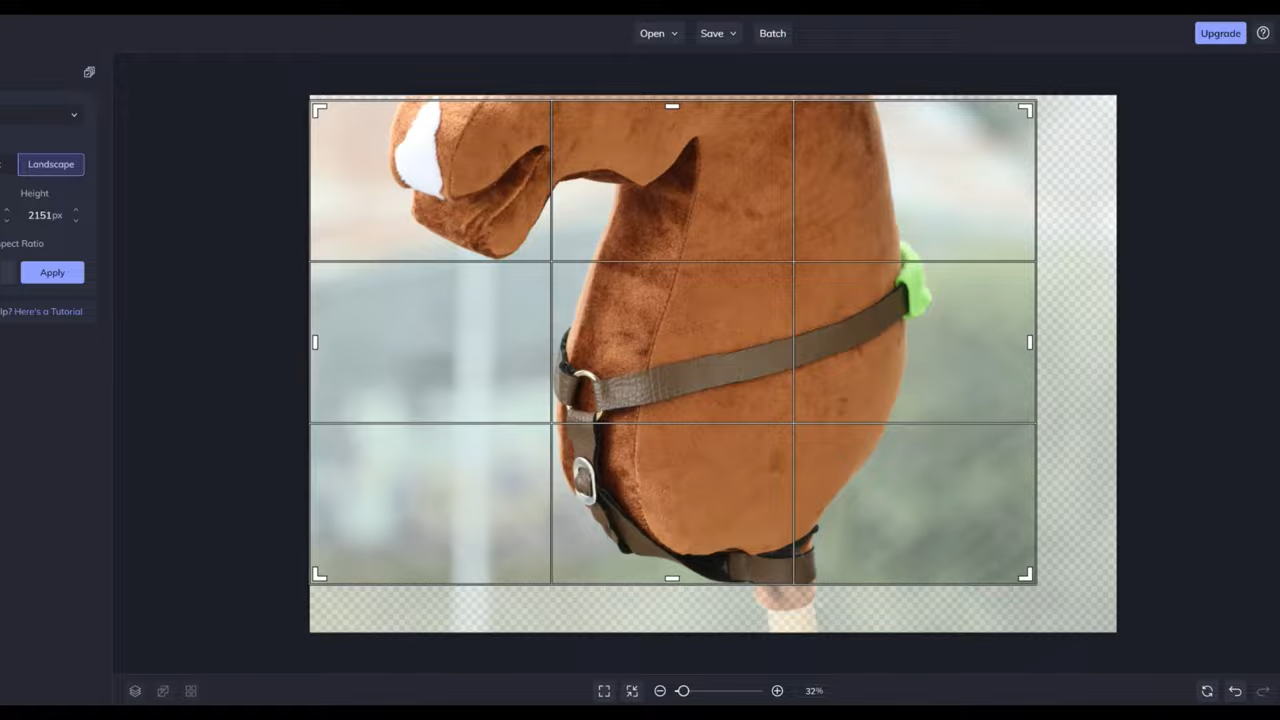 Open
Save
Batch
Upgrade
Landscape
Height
2151px
pect Ratio
Apply
lp? Here's a Tutorial
32%